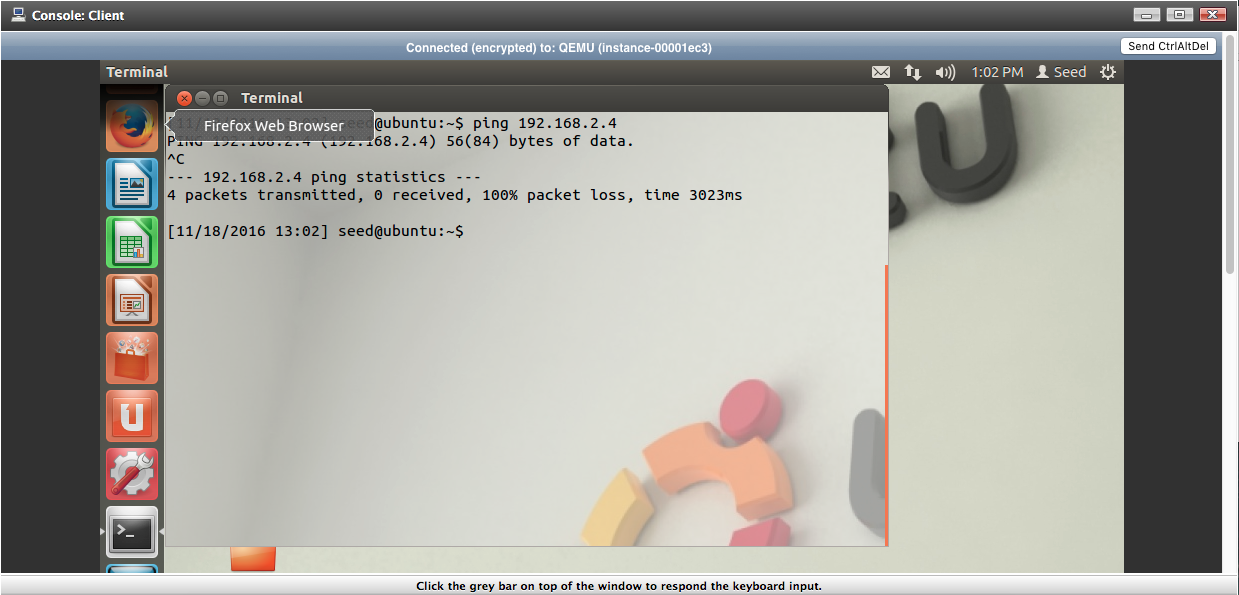 Console: Client
Connected (encrypted) to: QEMU (instance-00001ec3)
Send CtrlAltDel
Terminal
1:02 PM
Seed
Terminal
Firefox Web Browser
@ubuntu:~$ ping 192.168.2.4
PING 192.168.2.4 (192.168.2.4) 56(84) bytes of data.
^C
--- 192.168.2.4 ping statistics ---
4 packets transmitted, 0 received, 100% packet loss, time 3023ms
[11/18/2016 13:02] seed@ubuntu:~$
Click the grey bar on top of the window to respond the keyboard input.